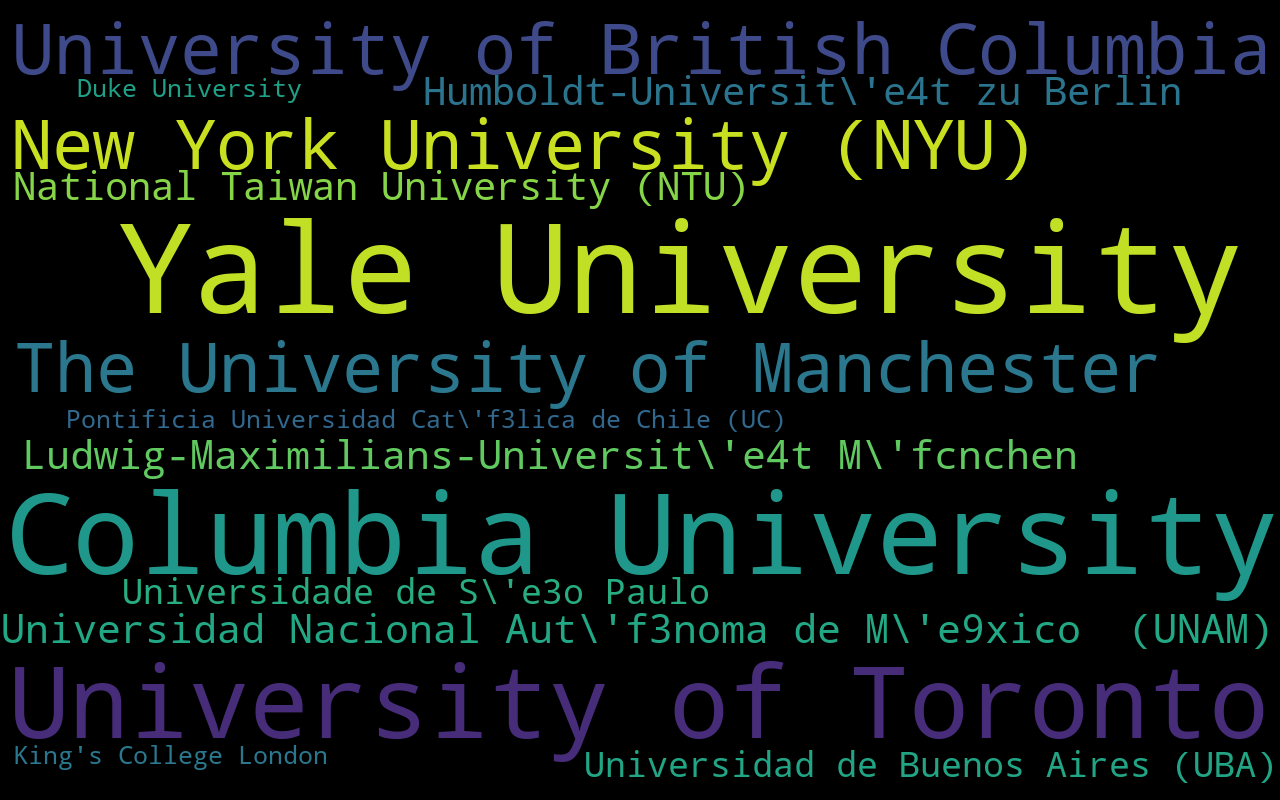 University of British Columbia
Duke University
Humboldt-Universit\'e4t zu Berlin
New York University (NYU)
National Taiwan University (NTU)
Yale University
The University of Manchester
Pontificia Universidad Cat\'f3lica de Chile (UC)
Ludwig-Maximilians-Universit\'e4t M\'fcnchen
Columbia University
Universidade de S\'e3o Paulo
Universidad Nacional Aut\'f3noma de M\'e9xico  (UNAM)
University of Toronto
King's College London
Universidad de Buenos Aires (UBA)